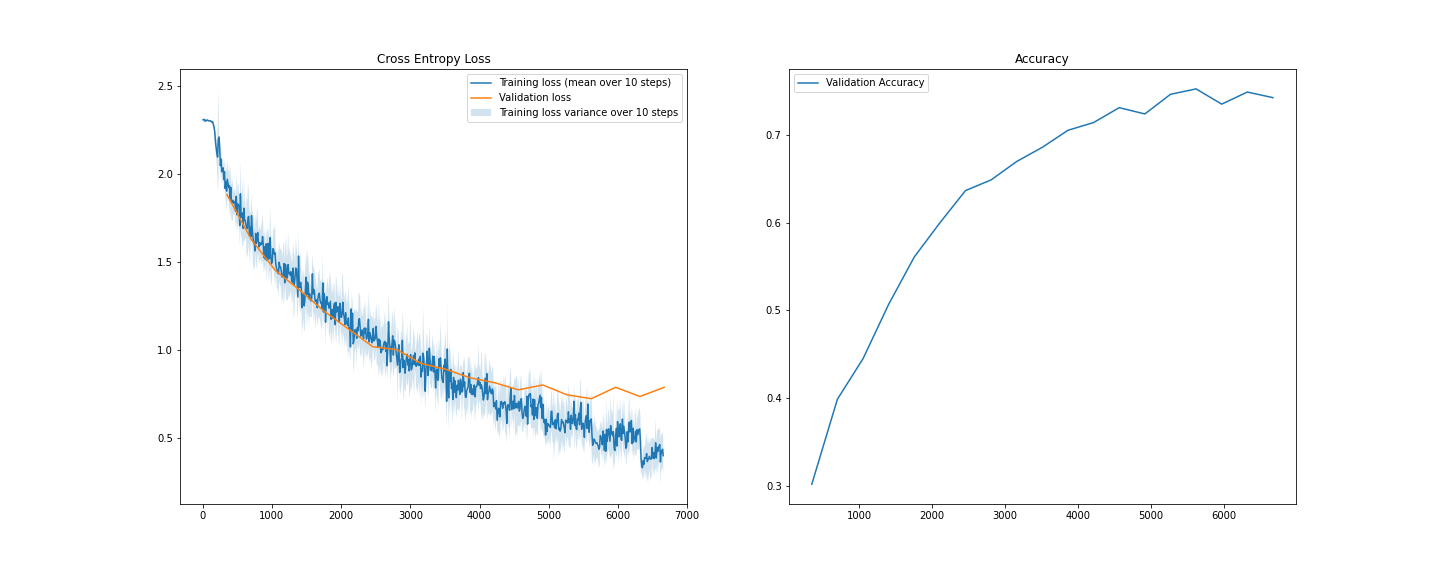 Cross Entropy Loss
Training loss (mean over 10 steps)
Validation loss
Training loss variance over 10 steps
2.5
2.0
1.5
1.0
0.5
0 1000 2000 3000 4000 5000 6000 7000
Accuracy
Validation Accuracy
0.7
0.6
0.5
0.4
0.3
1000 2000 3000 4000 5000 6000